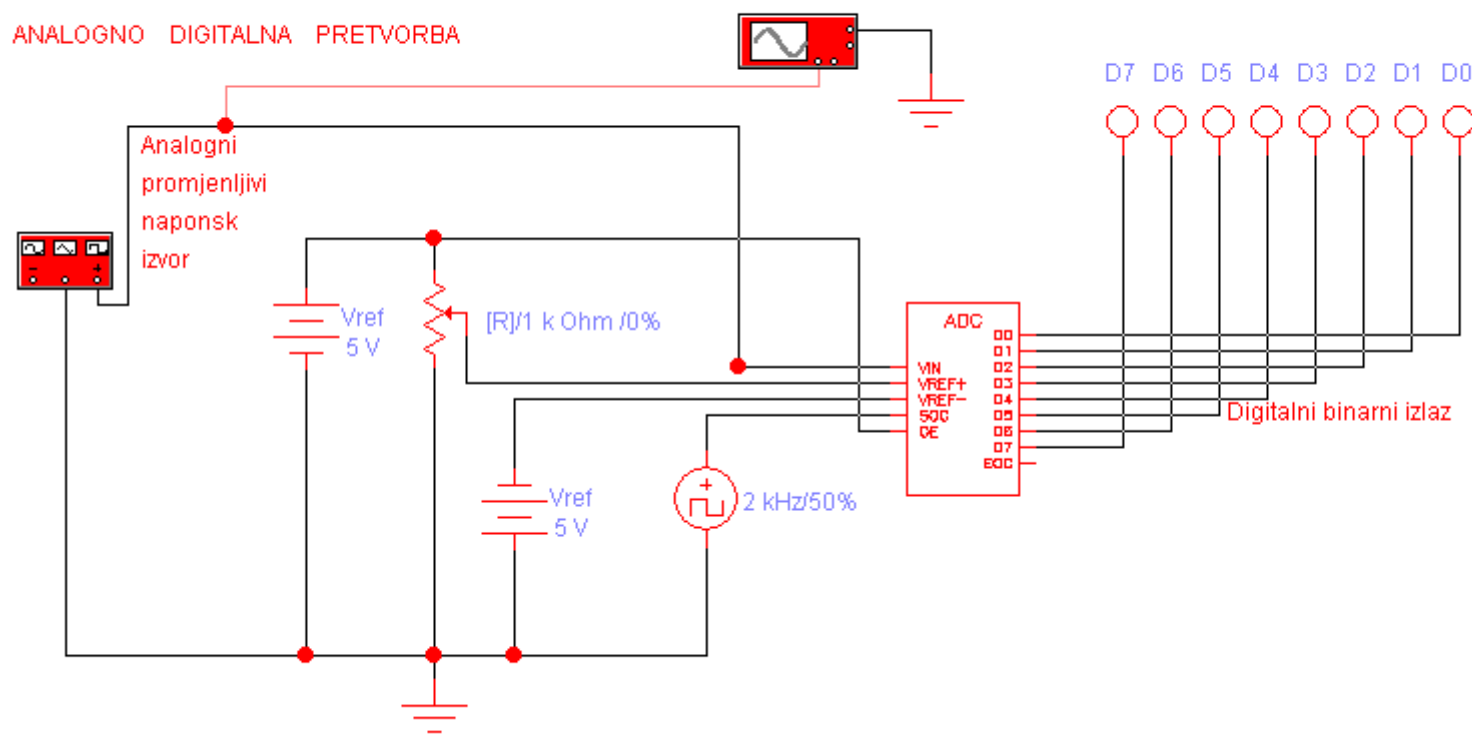 ANALOGNO DIGITALNA PRETVORBA
D7 D6 D5 D4 D3 D2 D1 D0
Analogni
promjenljivi
naponsk
izvor
Vref
5 V
[R]/1 k Ohm /0%
ADC
VIN
VREF+
VREF-
SOC
OE
D0
D1
D2
D3
D4
D5
D6
D7
EOC
Digitalni binarni izlaz
Vref
5 V
2 kHz/50%